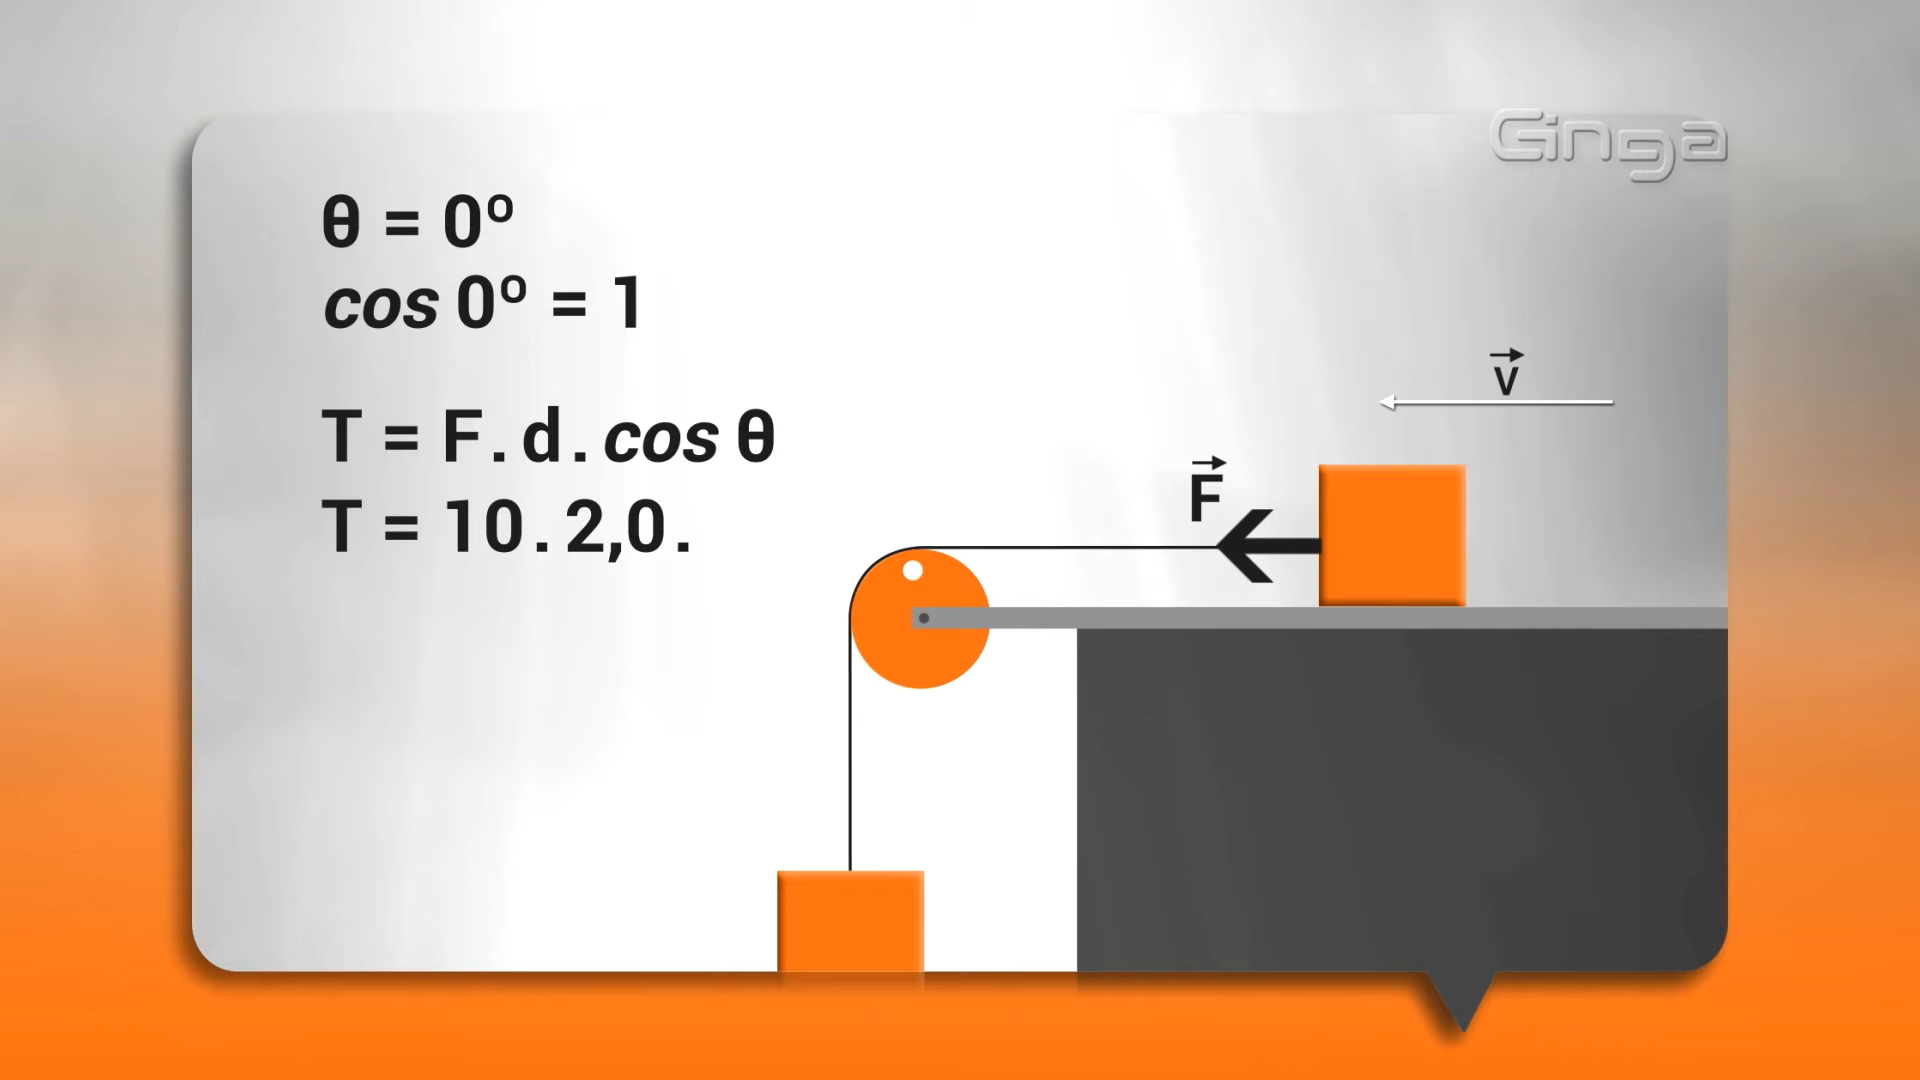 Ginga
θ = 0º
cos 0º = 1
T = F . d . cos θ
T = 10 . 2,0 .
v
F